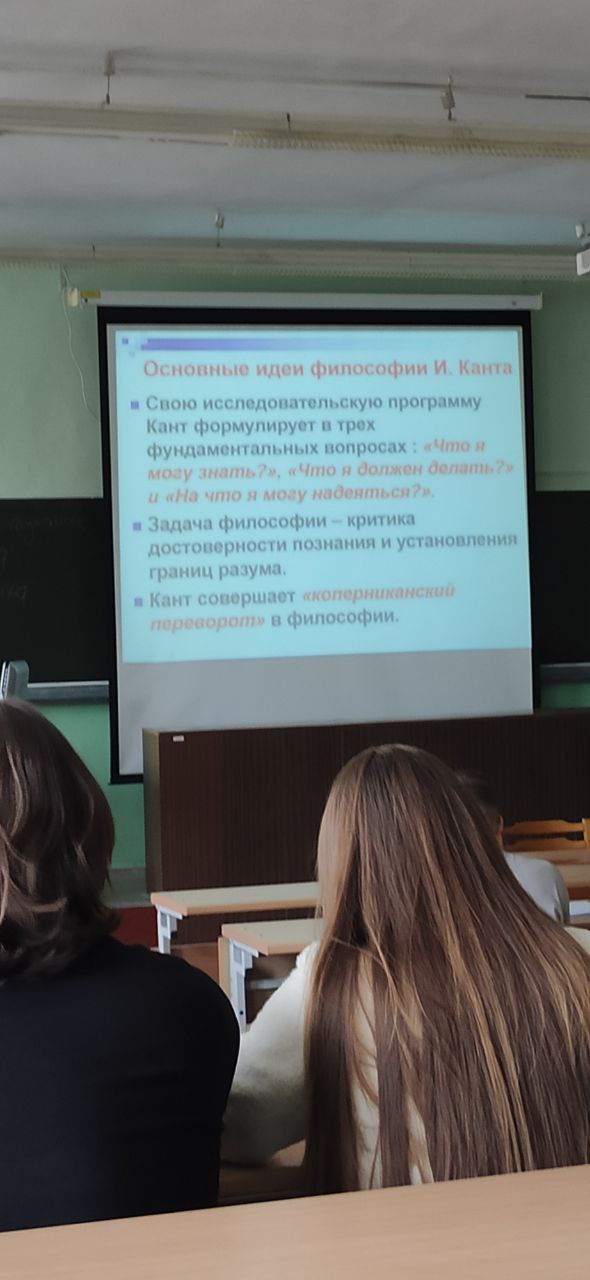 Основные идеи философии И. Канта
Свою исследовательскую программу
Кант формулирует в трех
фундаментальных вопросах : «Что я
могу знать?», «Что я должен делать?»
и «На что я могу надеяться?».
Задача философии – критика
достоверности познания и установления
границ разума.
Кант совершает «коперниканский
переворот» в философии.